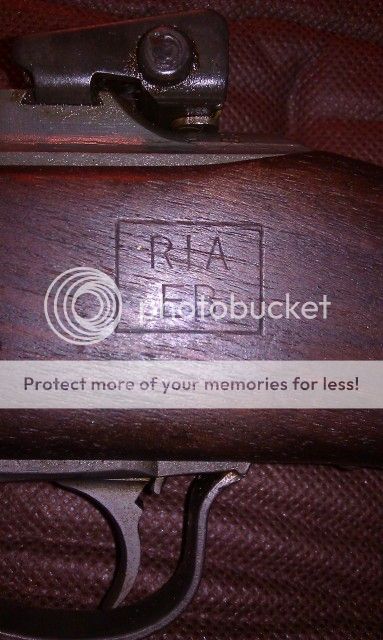 RIA
EB
photobucket
Protect more of your memories for less!